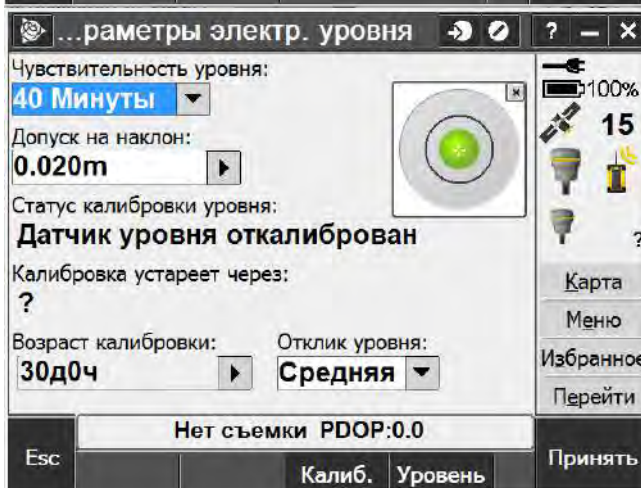 ...раметры электр. уровня ? – ×
Чувствительность уровня:
40 Минуты
Допуск на наклон:
0.020m
Статус калибровки уровня:
Датчик уровня откалиброван
Калибровка устареет через:
?
Возраст калибровки: Отклик уровня:
30д0ч Средняя
100%
15
?
Карта
Меню
Избранное
Перейти
Нет съемки PDOP:0.0
Esc Калиб. Уровень Принять